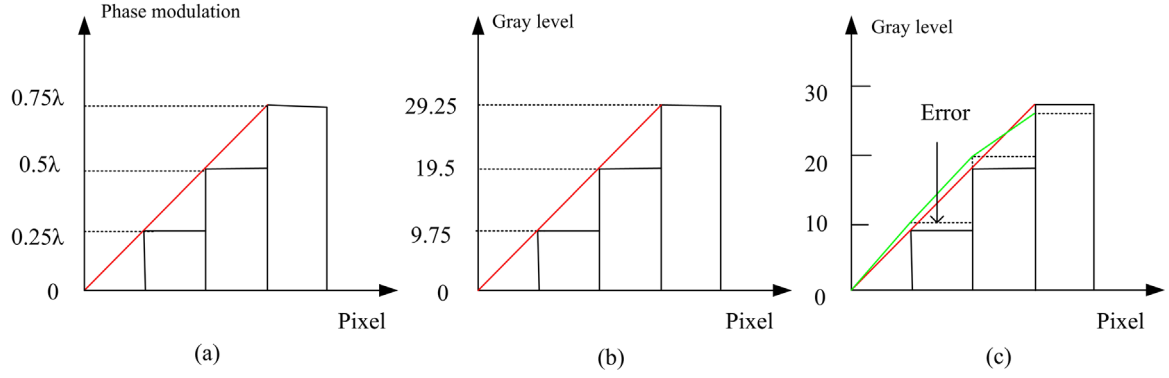 Phase modulation
0.75λ
0.5λ
0.25λ
0
Pixel
(a)
Gray level
29.25
19.5
9.75
0
Pixel
(b)
Gray level
30
Error
20
10
0
Pixel
(c)